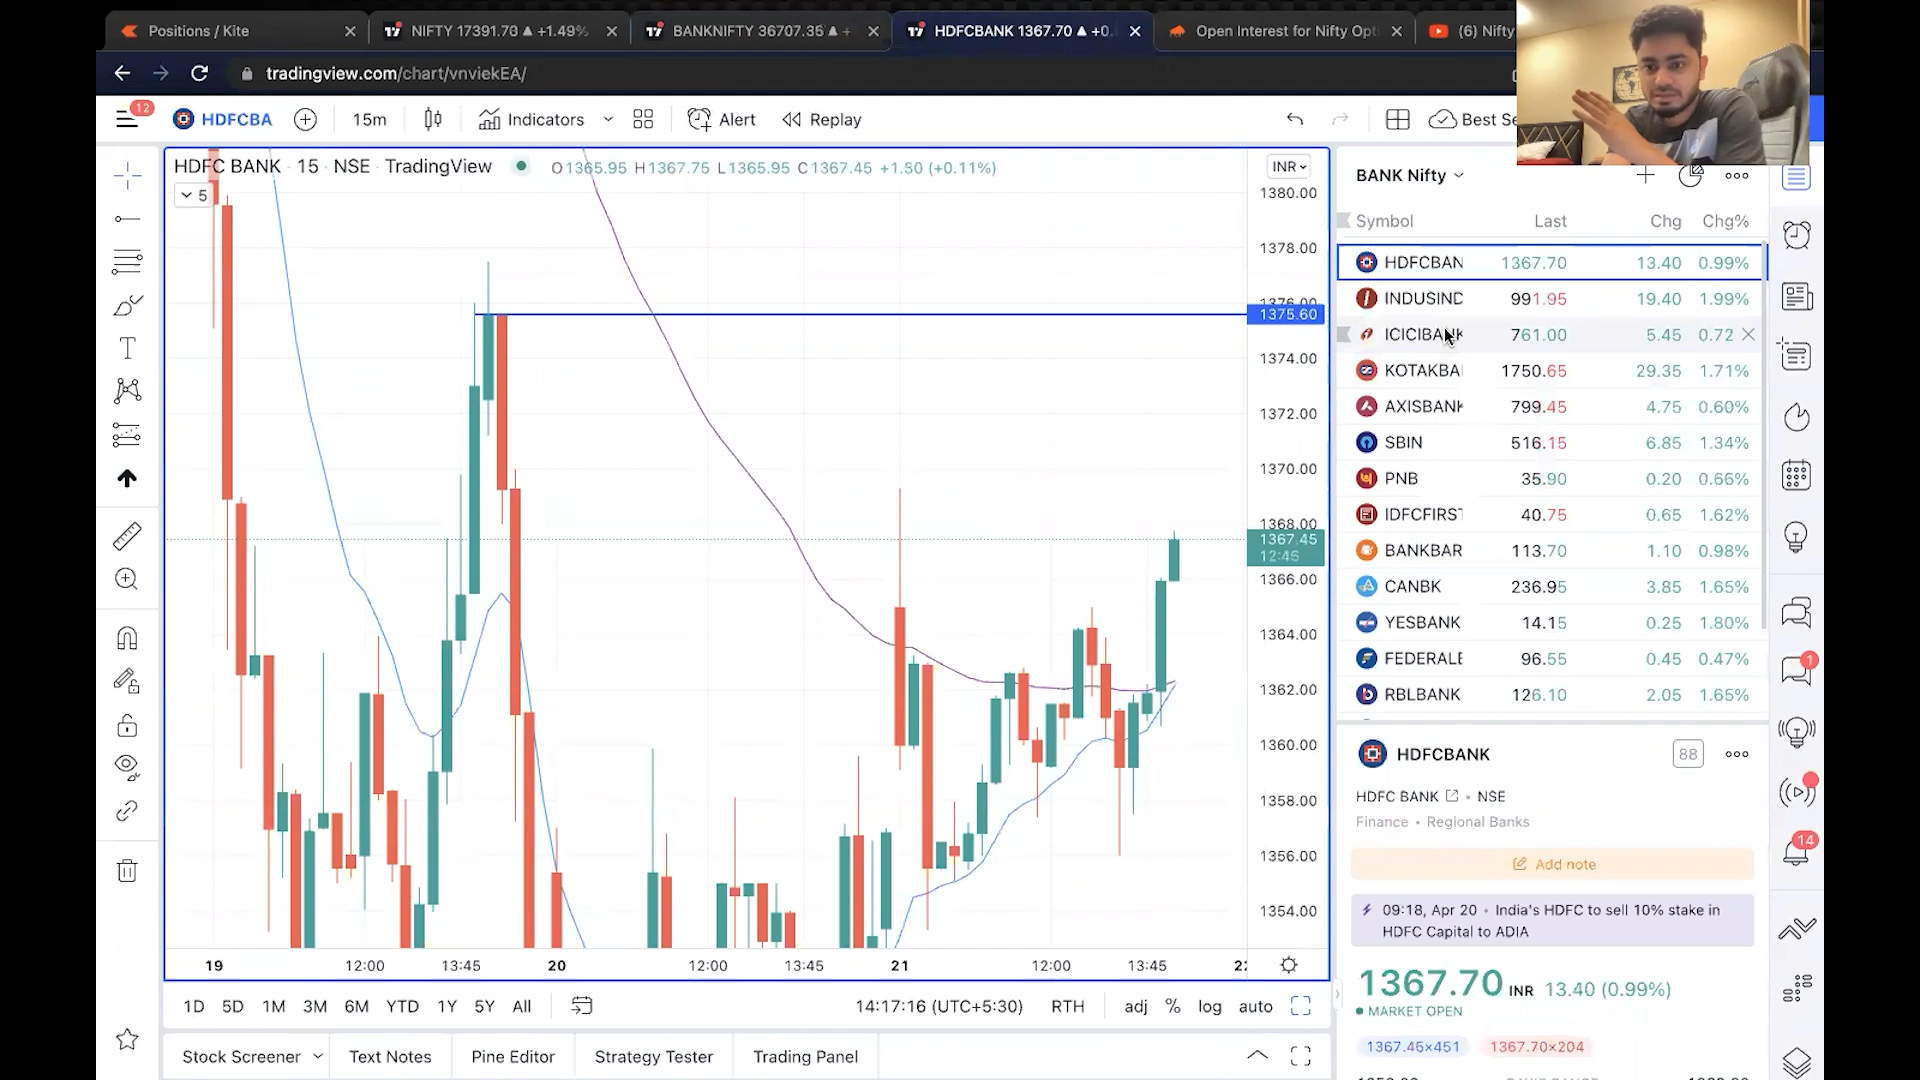 Positions / Kite
NIFTY 17391.70 ▲ +1.49%
BANKNIFTY 36707.35 ▲ +
HDFCBANK 1367.70 ▲ +0.
Open Interest for Nifty Opti
(6) Nifty
tradingview.com/chart/vnviekEA/
12
HDFCBA
15m
Indicators
Alert
Replay
Best Se
HDFC BANK · 15 · NSE · TradingView
O1365.95 H1367.75 L1365.95 C1367.45 +1.50 (+0.11%)
5
INR
1380.00
1378.00
1376.00
1375.60
1374.00
1372.00
1370.00
1368.00
1367.45
12:45
1366.00
1364.00
1362.00
1360.00
1358.00
1356.00
1354.00
19 12:00 13:45 20 12:00 13:45 21 12:00 13:45 22
1D 5D 1M 3M 6M YTD 1Y 5Y All
14:17:16 (UTC+5:30) RTH adj % log auto
Stock Screener Text Notes Pine Editor Strategy Tester Trading Panel
BANK Nifty
Symbol Last Chg Chg%
HDFCBAN 1367.70 13.40 0.99%
INDUSIND 991.95 19.40 1.99%
ICICIBANK 761.00 5.45 0.72
KOTAKBA 1750.65 29.35 1.71%
AXISBANK 799.45 4.75 0.60%
SBIN 516.15 6.85 1.34%
PNB 35.90 0.20 0.66%
IDFCFIRST 40.75 0.65 1.62%
BANKBAR 113.70 1.10 0.98%
CANBK 236.95 3.85 1.65%
YESBANK 14.15 0.25 1.80%
FEDERALE 96.55 0.45 0.47%
RBLBANK 126.10 2.05 1.65%
HDFCBANK
88
HDFC BANK • NSE
Finance • Regional Banks
Add note
09:18, Apr 20 • India's HDFC to sell 10% stake in
HDFC Capital to ADIA
1367.70 INR 13.40 (0.99%)
MARKET OPEN
1367.45×451 1367.70×204
1
14